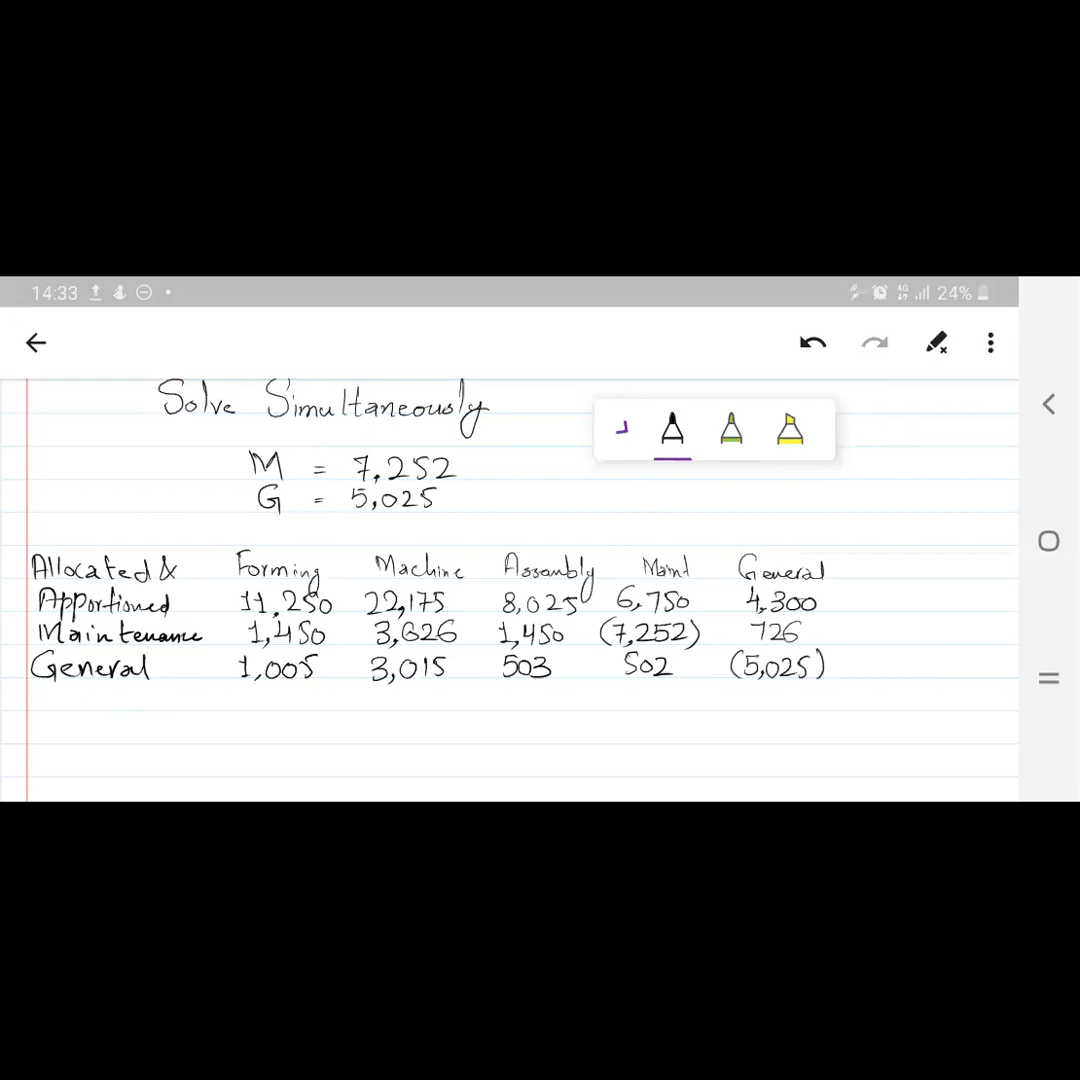 14:33 4G 24%
Solve Simultaneously
M = 7,252
G = 5,025
Allocated & Forming Machine Assembly Maint General
Apportioned 11,250 22,175 8,025 6,750 4,300
Maintenance 1,450 3,626 1,450 (7,252) 726
General 1,005 3,015 503 502 (5,025)